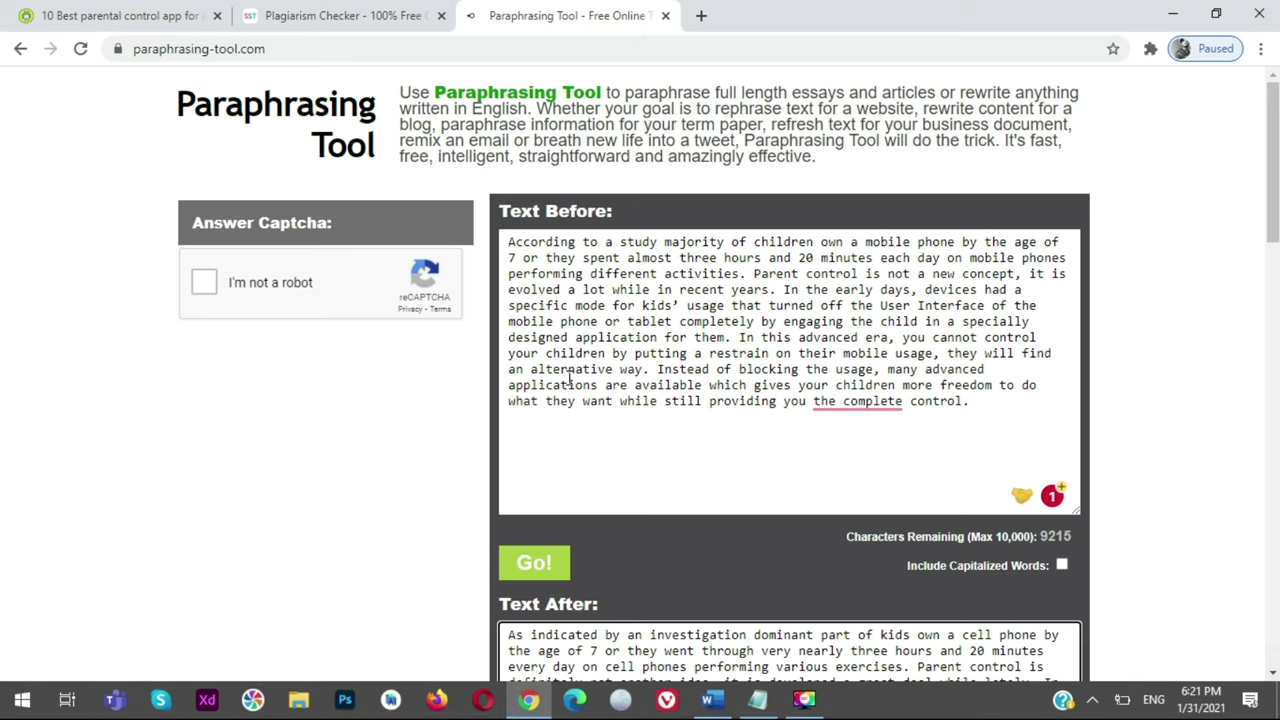 10 Best parental control app for a
Plagiarism Checker - 100% Free O
Paraphrasing Tool - Free Online T
paraphrasing-tool.com
Paused
Paraphrasing
Tool
Use Paraphrasing Tool to paraphrase full length essays and articles or rewrite anything
written in English. Whether your goal is to rephrase text for a website, rewrite content for a
blog, paraphrase information for your term paper, refresh text for your business document,
remix an email or breath new life into a tweet, Paraphrasing Tool will do the trick. It's fast,
free, intelligent, straightforward and amazingly effective.
Answer Captcha:
I'm not a robot
reCAPTCHA
Privacy - Terms
Text Before:
According to a study majority of children own a mobile phone by the age of
7 or they spent almost three hours and 20 minutes each day on mobile phones
performing different activities. Parent control is not a new concept, it is
evolved a lot while in recent years. In the early days, devices had a
specific mode for kids’ usage that turned off the User Interface of the
mobile phone or tablet completely by engaging the child in a specially
designed application for them. In this advanced era, you cannot control
your children by putting a restrain on their mobile usage, they will find
an alternative way. Instead of blocking the usage, many advanced
applications are available which gives your children more freedom to do
what they want while still providing you the complete control.
1
Characters Remaining (Max 10,000): 9215
Go!
Include Capitalized Words:
Text After:
As indicated by an investigation dominant part of kids own a cell phone by
the age of 7 or they went through very nearly three hours and 20 minutes
every day on cell phones performing various exercises. Parent control is
definitely not another idea, it is developed a great deal while lately. In
ENG
6:21 PM
1/31/2021